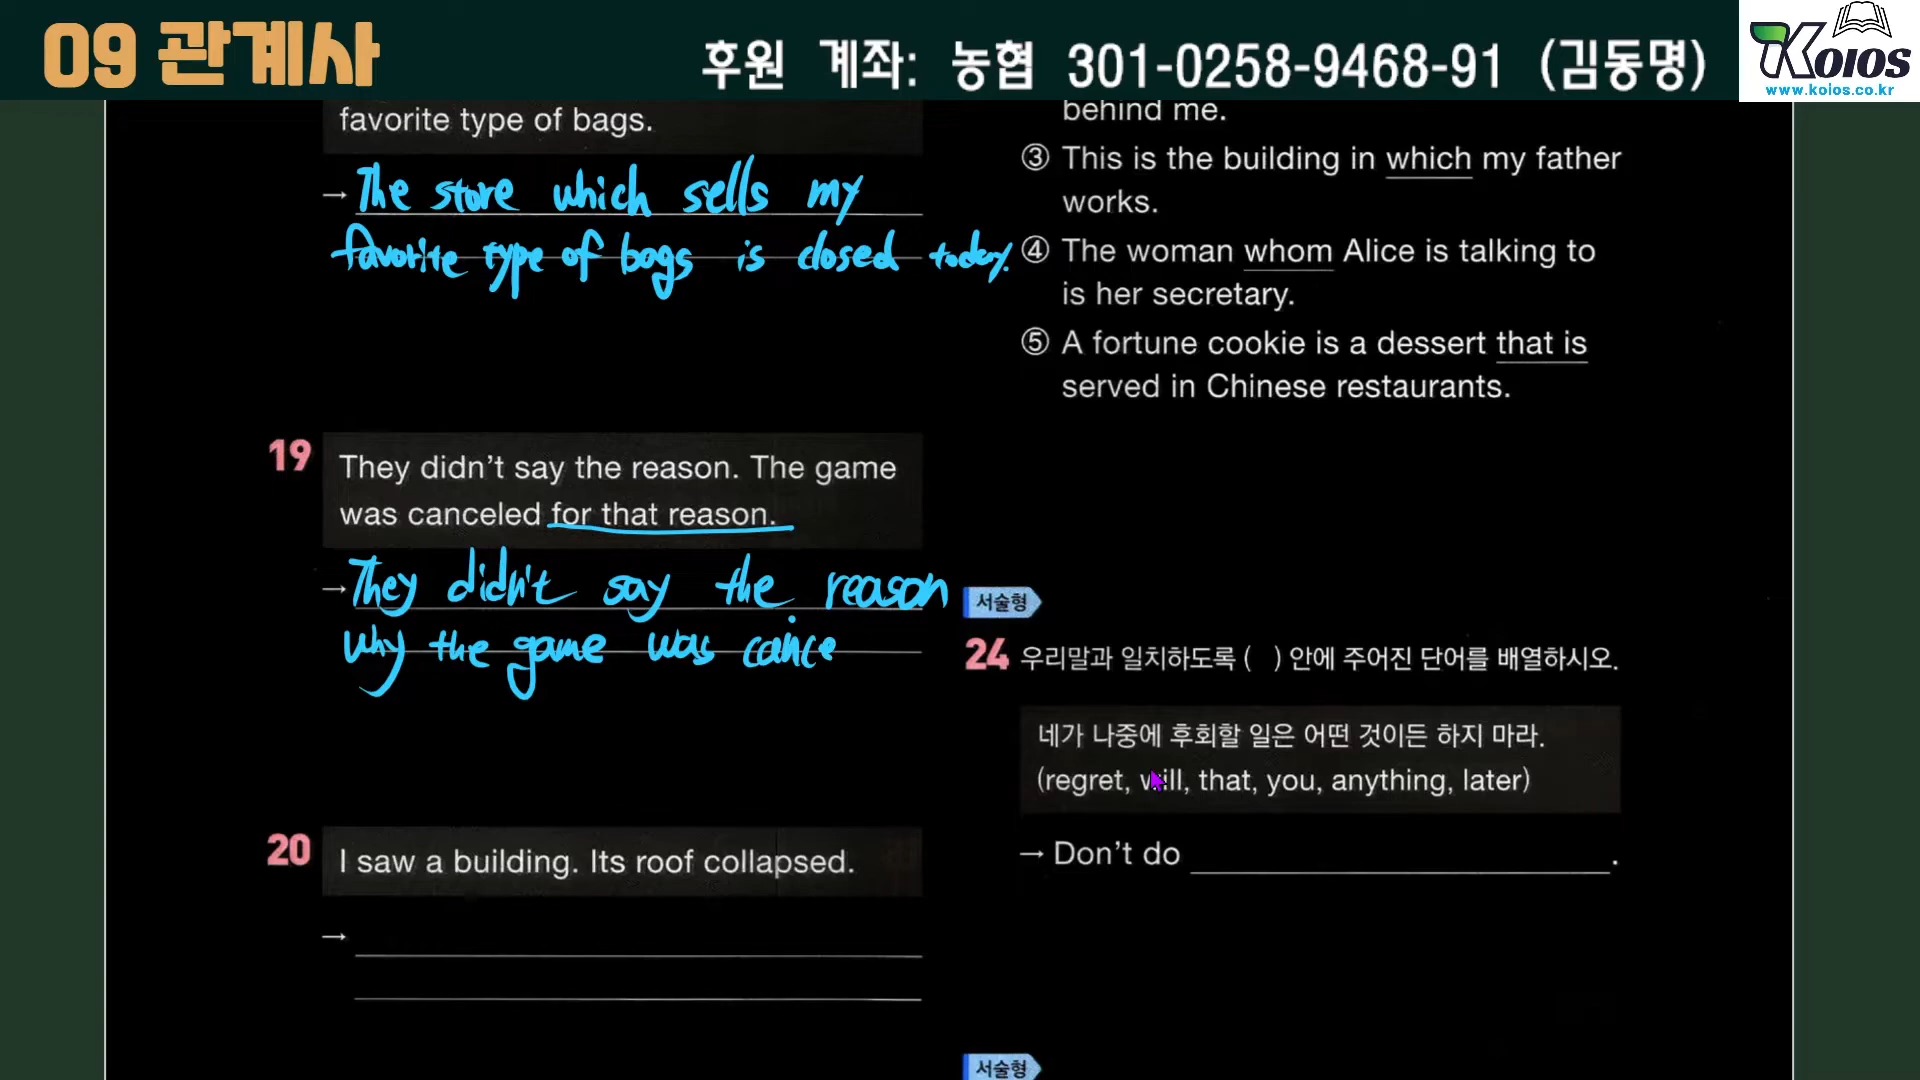 09 관계사
후원 계좌: 농협 301-0258-9468-91 (김동명)
KOIOS
www.koios.co.kr
favorite type of bags.
→ The store which sells my
favorite type of bags is closed today.
19 They didn't say the reason. The game
was canceled for that reason.
→ They didn't say the reason
why the game was cance
20 I saw a building. Its roof collapsed.
→
behind me.
③ This is the building in which my father
works.
④ The woman whom Alice is talking to
is her secretary.
⑤ A fortune cookie is a dessert that is
served in Chinese restaurants.
서술형
24 우리말과 일치하도록 ( ) 안에 주어진 단어를 배열하시오.
네가 나중에 후회할 일은 어떤 것이든 하지 마라.
(regret, will, that, you, anything, later)
→ Don't do .
서술형